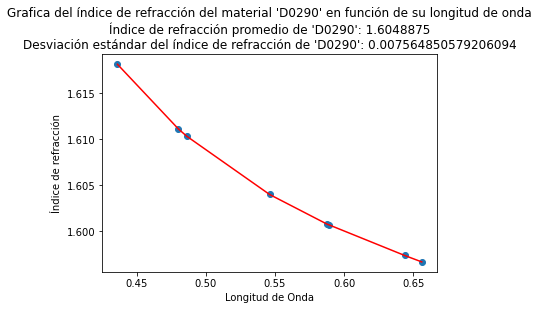 Grafica del índice de refracción del material 'D0290' en función de su longitud de onda
Índice de refracción promedio de 'D0290': 1.6048875
Desviación estándar del índice de refracción de 'D0290': 0.007564850579206094
1.615
1.610
1.605
1.600
Índice de refracción
0.45
0.50
0.55
0.60
0.65
Longitud de Onda